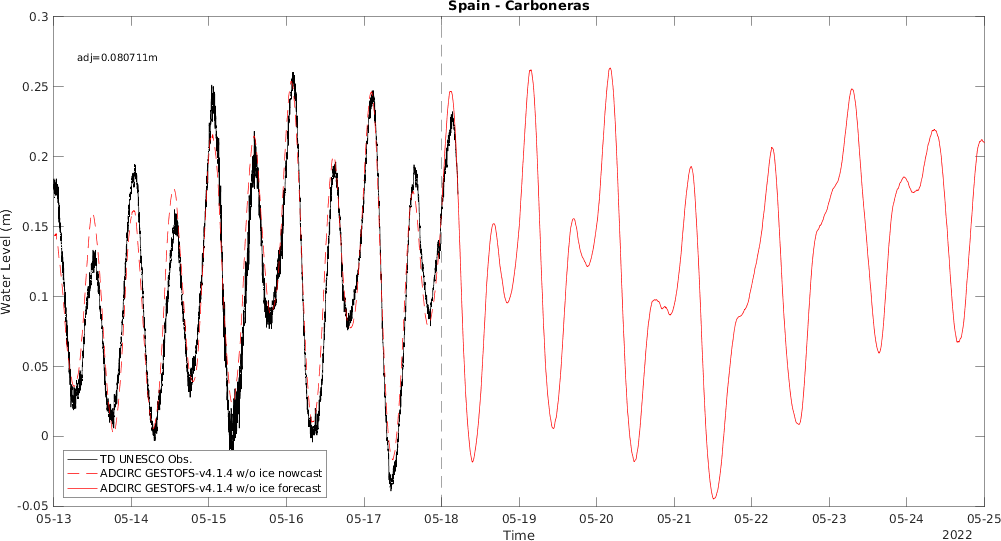 Spain - Carboneras
0.3
adj=0.080711m
0.25
0.2
0.15
Water Level (m)
0.1
0.05
0
TD UNESCO Obs.
ADCIRC GESTOFS-v4.1.4 w/o ice nowcast
ADCIRC GESTOFS-v4.1.4 w/o ice forecast
-0.05
05-13 05-14 05-15 05-16 05-17 05-18 05-19 05-20 05-21 05-22 05-23 05-24 05-25
Time
2022